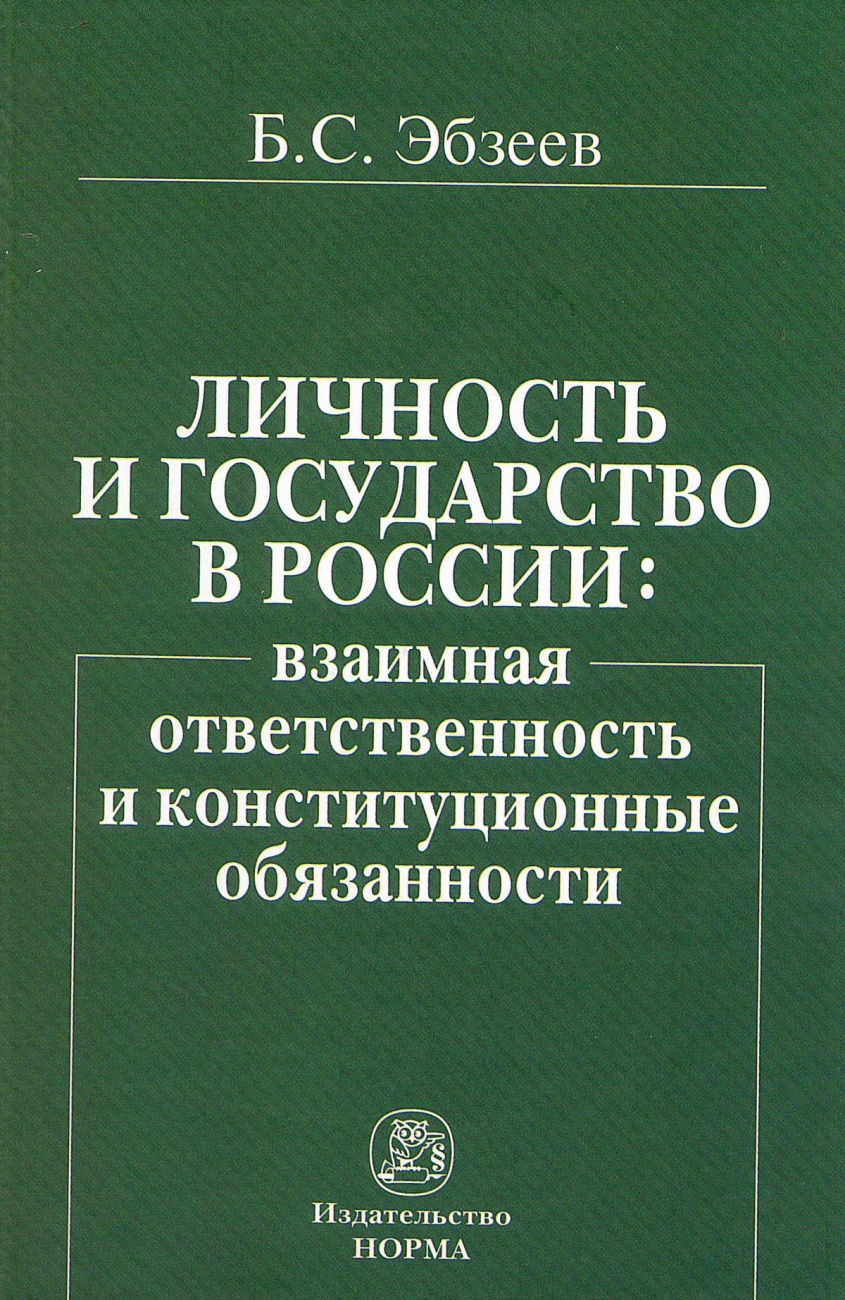 Б.С. Эбзеев
ЛИЧНОСТЬ
И ГОСУДАРСТВО
В РОССИИ:
взаимная
ответственность
и конституционные
обязанности
§
Издательство
НОРМА